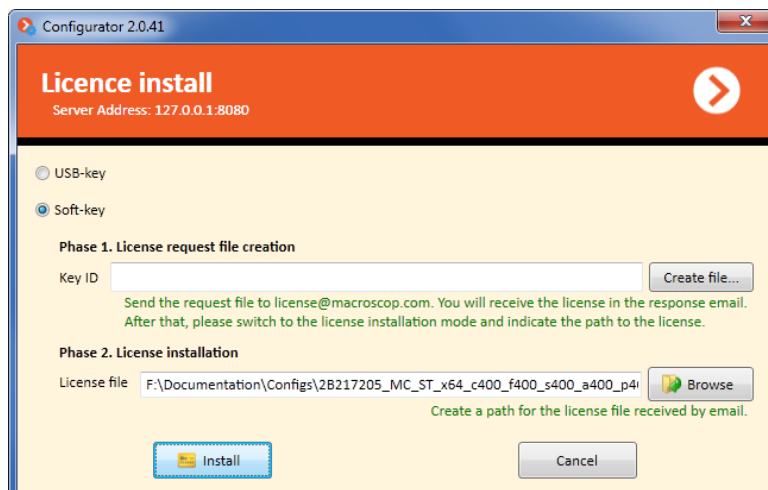 Configurator 2.0.41
Licence install
Server Address: 127.0.0.1:8080
USB-key
Soft-key
Phase 1. License request file creation
Key ID
Create file...
Send the request file to license@macroscop.com. You will receive the license in the response email.
After that, please switch to the license installation mode and indicate the path to the license.
Phase 2. License installation
License file F:\Documentation\Configs\2B217205_MC_ST_x64_c400_f400_s400_a400_p4 Browse
Create a path for the license file received by email.
Install Cancel